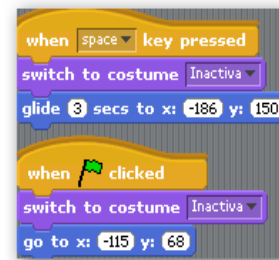 when space key pressed
switch to costume Inactiva
glide 3 secs to x: -186 y: 150
when clicked
switch to costume Inactiva
go to x: -115 y: 68